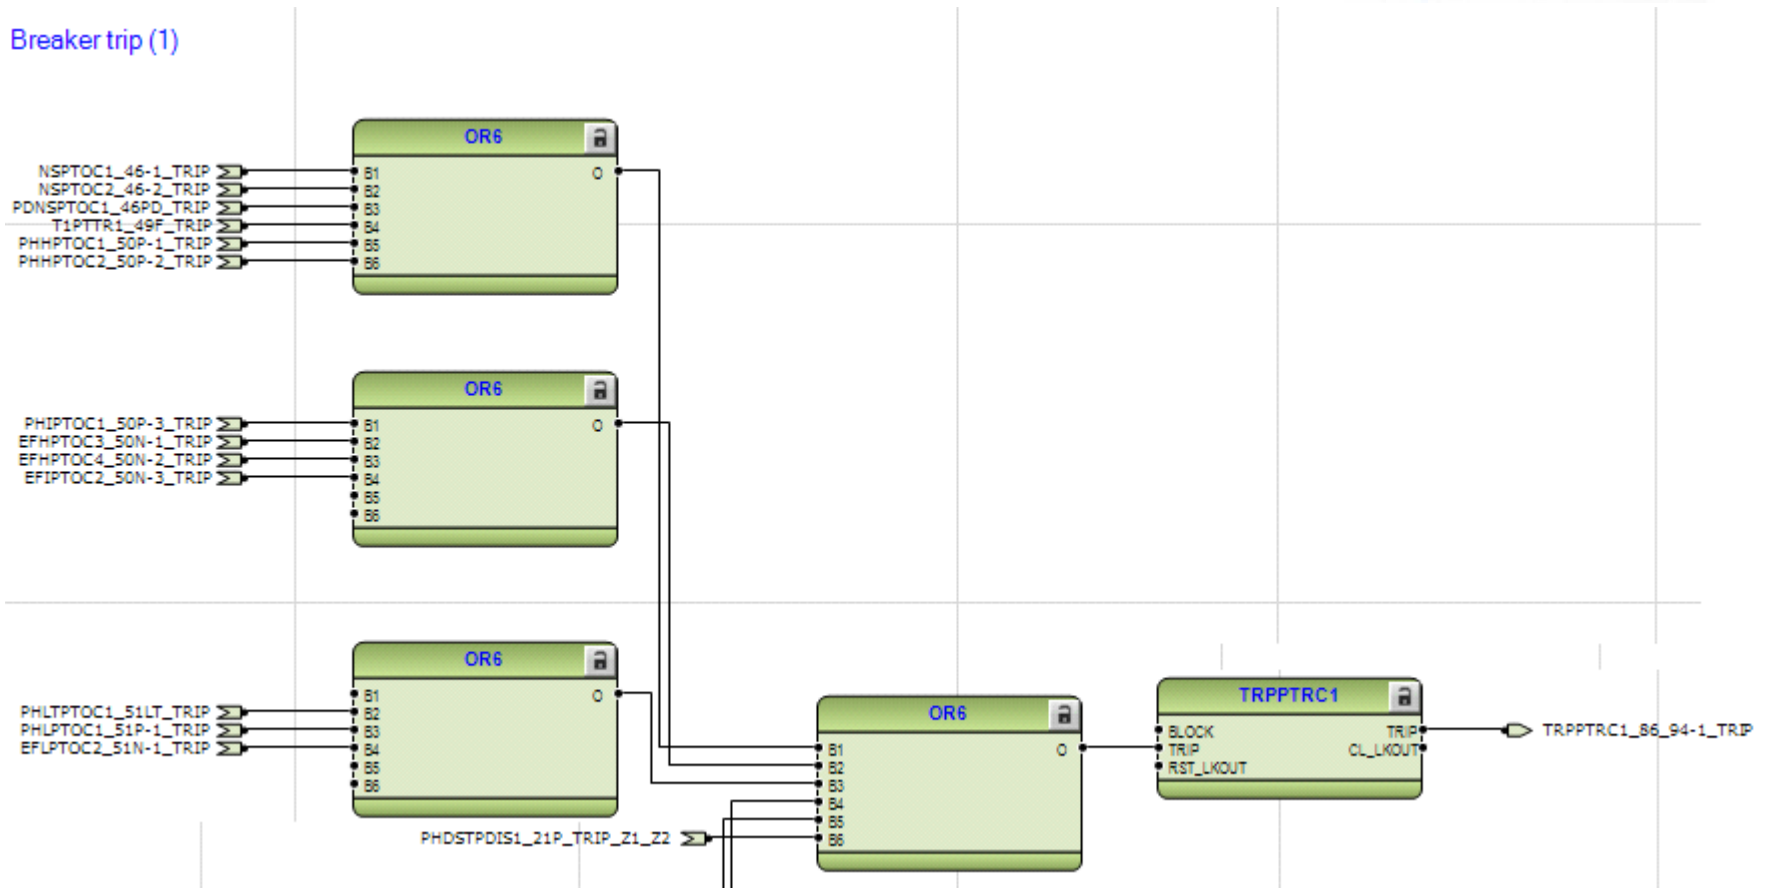 Breaker trip (1)
OR6
NSPTOC1_46-1_TRIP B1 O
NSPTOC2_46-2_TRIP B2
PDNSPTOC1_46PD_TRIP B3
T1PTTR1_49F_TRIP B4
PHHPTOC1_50P-1_TRIP B5
PHHPTOC2_50P-2_TRIP B6
OR6
PHIPTOC1_50P-3_TRIP B1 O
EFHPTOC3_50N-1_TRIP B2
EFHPTOC4_50N-2_TRIP B3
EFIPTOC2_50N-3_TRIP B4
B5
B6
OR6
B1 O
PHLTPTOC1_51LT_TRIP B2
PHLPTOC1_51P-1_TRIP B3
EFLPTOC2_51N-1_TRIP B4
B5
B6
OR6
B1 O
B2
B3
B4
B5
PHDSTPDIS1_21P_TRIP_Z1_Z2 B6
TRPPTRC1
BLOCK TRIP TRPPTRC1_86_94-1_TRIP
TRIP CL_LKOUT
RST_LKOUT